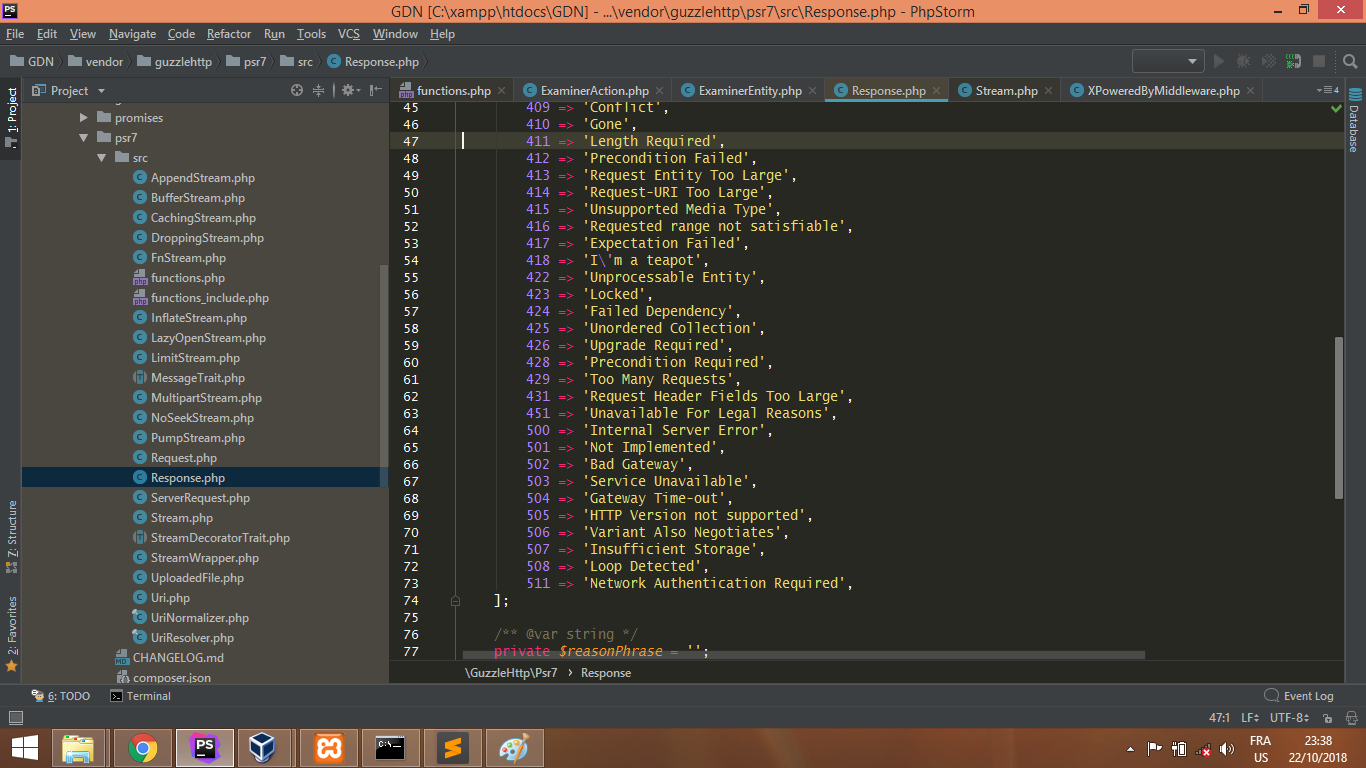 GDN [C:\xampp\htdocs\GDN] - ...\vendor\guzzlehttp\psr7\src\Response.php - PhpStorm
File Edit View Navigate Code Refactor Run Tools VCS Window Help
GDN vendor guzzlehttp psr7 src Response.php
1: Project
Project
functions.php ExaminerAction.php ExaminerEntity.php Response.php Stream.php XPoweredByMiddleware.php 4
Database
promises
psr7
src
AppendStream.php
BufferStream.php
CachingStream.php
DroppingStream.php
FnStream.php
functions.php
functions_include.php
InflateStream.php
LazyOpenStream.php
LimitStream.php
MessageTrait.php
MultipartStream.php
NoSeekStream.php
PumpStream.php
Request.php
Response.php
ServerRequest.php
Stream.php
StreamDecoratorTrait.php
StreamWrapper.php
UploadedFile.php
Uri.php
UriNormalizer.php
UriResolver.php
CHANGELOG.md
composer.json
45 409 => 'Conflict',
46 410 => 'Gone',
47 411 => 'Length Required',
48 412 => 'Precondition Failed',
49 413 => 'Request Entity Too Large',
50 414 => 'Request-URI Too Large',
51 415 => 'Unsupported Media Type',
52 416 => 'Requested range not satisfiable',
53 417 => 'Expectation Failed',
54 418 => 'I\'m a teapot',
55 422 => 'Unprocessable Entity',
56 423 => 'Locked',
57 424 => 'Failed Dependency',
58 425 => 'Unordered Collection',
59 426 => 'Upgrade Required',
60 428 => 'Precondition Required',
61 429 => 'Too Many Requests',
62 431 => 'Request Header Fields Too Large',
63 451 => 'Unavailable For Legal Reasons',
64 500 => 'Internal Server Error',
65 501 => 'Not Implemented',
66 502 => 'Bad Gateway',
67 503 => 'Service Unavailable',
68 504 => 'Gateway Time-out',
69 505 => 'HTTP Version not supported',
70 506 => 'Variant Also Negotiates',
71 507 => 'Insufficient Storage',
72 508 => 'Loop Detected',
73 511 => 'Network Authentication Required',
74 ];
75
76 /** @var string */
77 private $reasonPhrase = '';
\GuzzleHttp\Psr7 › Response
7: Structure
2: Favorites
6: TODO Terminal Event Log
47:1 LF UTF-8
PS
FRA 23:38
US 22/10/2018